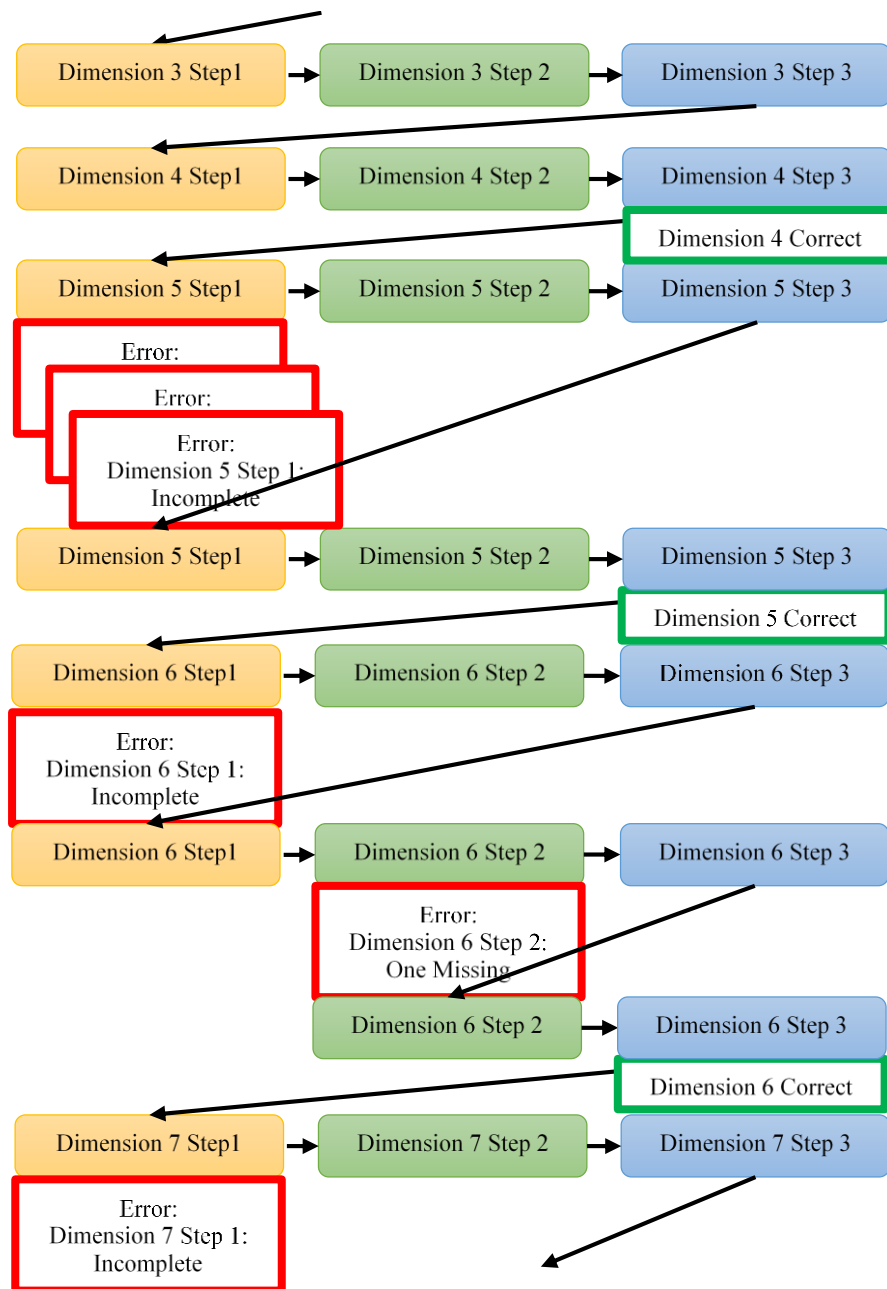 Dimension 3 Step1
Dimension 3 Step 2
Dimension 3 Step 3
Dimension 4 Step1
Dimension 4 Step 2
Dimension 4 Step 3
Dimension 4 Correct
Dimension 5 Step1
Dimension 5 Step 2
Dimension 5 Step 3
Error:
Error:
Error:
Dimension 5 Step 1:
Incomplete
Dimension 5 Step1
Dimension 5 Step 2
Dimension 5 Step 3
Dimension 5 Correct
Dimension 6 Step1
Dimension 6 Step 2
Dimension 6 Step 3
Error:
Dimension 6 Step 1:
Incomplete
Dimension 6 Step1
Dimension 6 Step 2
Dimension 6 Step 3
Error:
Dimension 6 Step 2:
One Missing
Dimension 6 Step 2
Dimension 6 Step 3
Dimension 6 Correct
Dimension 7 Step1
Dimension 7 Step 2
Dimension 7 Step 3
Error:
Dimension 7 Step 1:
Incomplete